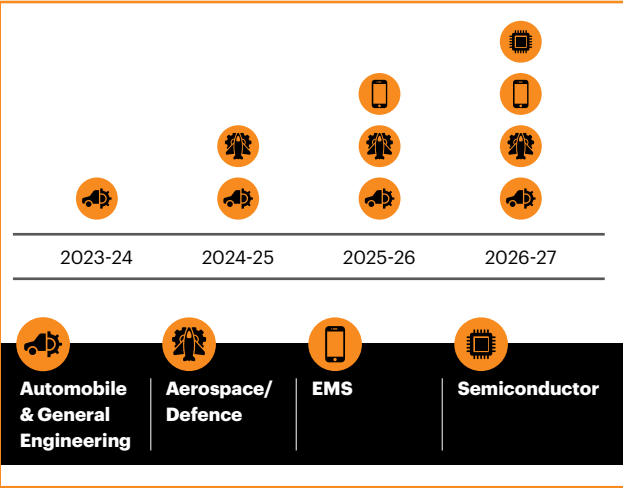 2023-24 2024-25 2025-26 2026-27
Automobile
& General
Engineering
Aerospace/
Defence
EMS
Semiconductor